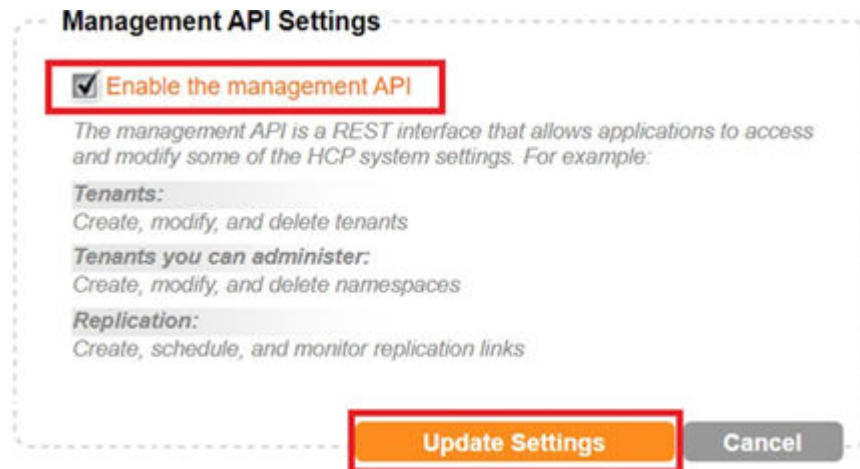 Management API Settings
Enable the management API
The management API is a REST interface that allows applications to access
and modify some of the HCP system settings. For example:
Tenants:
Create, modify, and delete tenants
Tenants you can administer:
Create, modify, and delete namespaces
Replication:
Create, schedule, and monitor replication links
Update Settings
Cancel